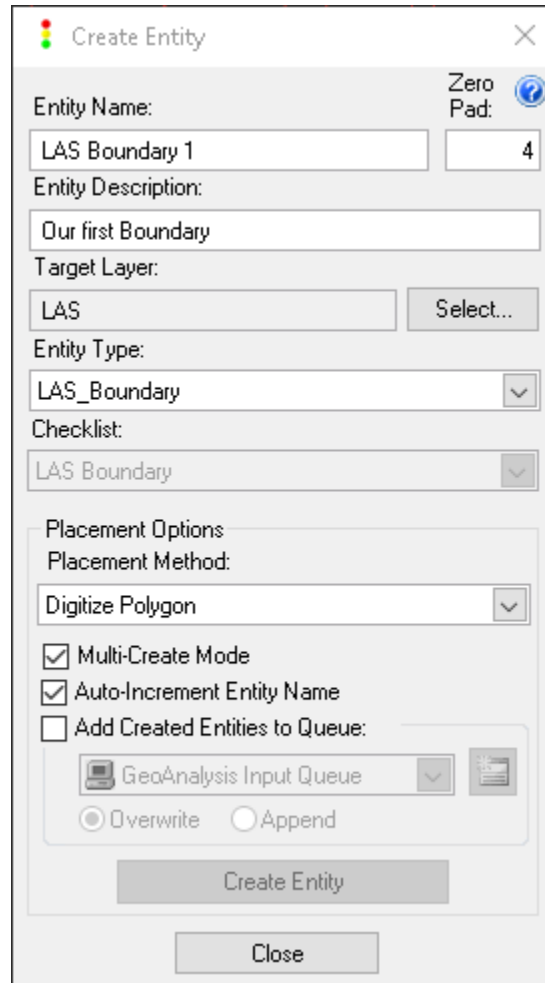 Create Entity
Zero
Pad:
Entity Name:
LAS Boundary 1
4
Entity Description:
Our first Boundary
Target Layer:
LAS
Select...
Entity Type:
LAS_Boundary
Checklist:
LAS Boundary
Placement Options
Placement Method:
Digitize Polygon
Multi-Create Mode
Auto-Increment Entity Name
Add Created Entities to Queue:
GeoAnalysis Input Queue
Overwrite
Append
Create Entity
Close